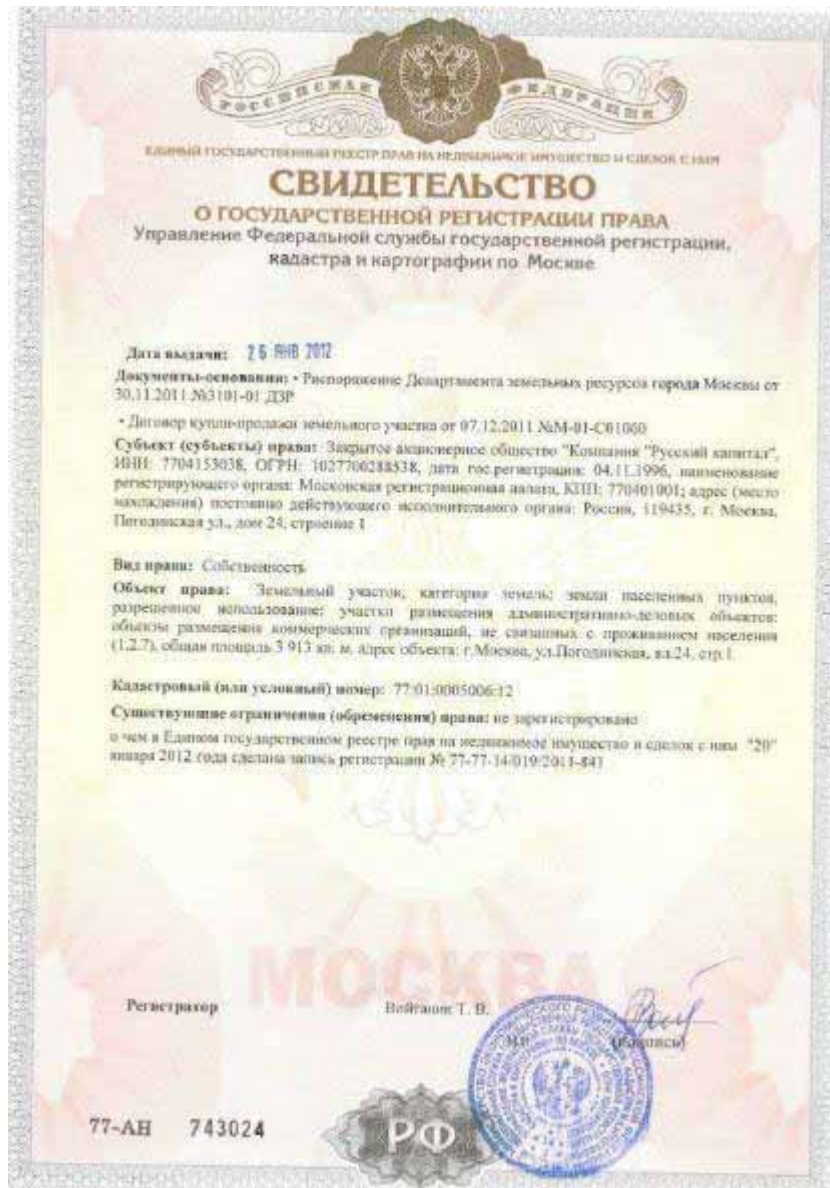 РОССИЙСКАЯ ФЕДЕРАЦИЯ
ЕДИНЫЙ ГОСУДАРСТВЕННЫЙ РЕЕСТР ПРАВ НА НЕДВИЖИМОЕ ИМУЩЕСТВО И СДЕЛОК С НИМ
СВИДЕТЕЛЬСТВО
О ГОСУДАРСТВЕННОЙ РЕГИСТРАЦИИ ПРАВА
Управление Федеральной службы государственной регистрации,
кадастра и картографии по Москве
Дата выдачи: 26 ЯНВ 2012
Документы-основания: • Распоряжение Департамента земельных ресурсов города Москвы от
30.11.2011 №3101-01 ДЗР
• Договор купли-продажи земельного участка от 07.12.2011 №М-01-С01060
Субъект (субъекты) права: Закрытое акционерное общество "Компания "Русский капитал",
ИНН: 7704153038, ОГРН: 1027700288538, дата гос.регистрации: 04.11.1996, наименование
регистрирующего органа: Московская регистрационная палата, КПП: 770401001; адрес (место
нахождения) постоянно действующего исполнительного органа: Россия, 119435, г. Москва,
Погодинская ул., дом 24, строение 1
Вид права: Собственность
Объект права: Земельный участок, категория земель: земли населенных пунктов,
разрешенное использование: участки размещения административно-деловых объектов:
объекты размещения коммерческих организаций, не связанных с проживанием населения
(1.2.7), общая площадь 3 913 кв. м, адрес объекта: г.Москва, ул.Погодинская, вл.24, стр.1
Кадастровый (или условный) номер: 77:01:0005006:12
Существующие ограничения (обременения) права: не зарегистрировано
о чем в Едином государственном реестре прав на недвижимое имущество и сделок с ним "20"
января 2012 года сделана запись регистрации № 77-77-14/019/2011-841
МОСКВА
Регистратор
Т. В.
М.П.
(подпись)
77-АН 743024
РФ